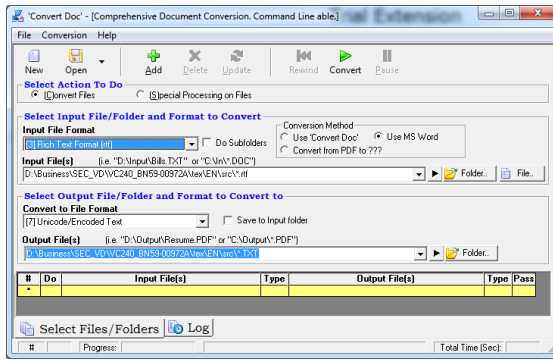 'Convert Doc' - [Comprehensive Document Conversion. Command Line able.]
Trial Extension
File Conversion Help
New Open Add Delete Update Rewind Convert Pause
Select Action To Do
(C)onvert Files (S)pecial Processing on Files
Select Input File/Folder and Format to Convert
Input File Format
Conversion Method
[3] Rich Text Format (rtf) Do Subfolders
Use 'Convert Doc' Use MS Word
Convert from PDF to ???
Input File(s) (i.e. "D:\Input\Bills.TXT" or "C:\In\*.DOC")
D:\Business\SEC_VD\VC240_BN59-00972A\tex\EN\src\*.rtf Folder.. File..
Select Output File/Folder and Format to Convert to
Convert to File Format
[7] Unicode/Encoded Text Save to Input folder
Output File(s) (i.e. "D:\Output\Resume.PDF" or "C:\Output\*.PDF")
D:\Business\SEC_VD\VC240_BN59-00972A\tex\EN\src\*.TXT Folder..
# Do Input File(s) Type Output File(s) Type Pass
*
Select Files/Folders Log
# Progress: Total Time (Sec):